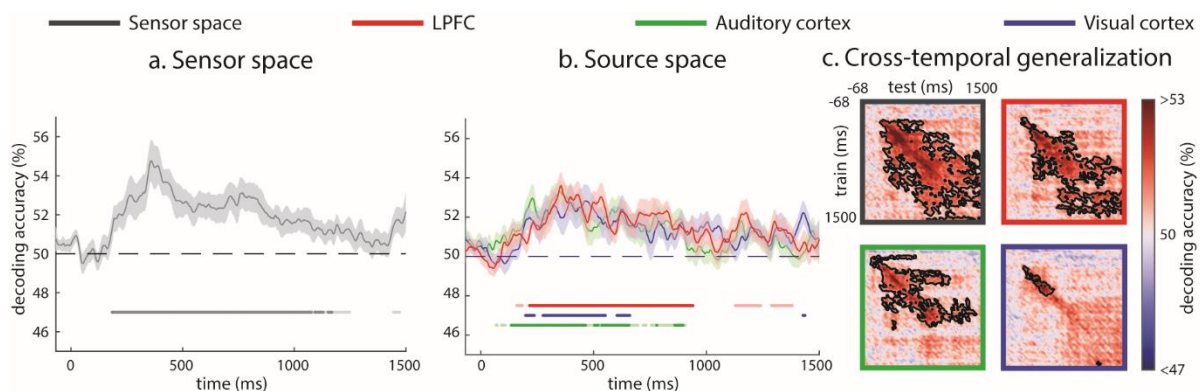 Sensor space LPFC Auditory cortex Visual cortex
a. Sensor space
b. Source space
c. Cross-temporal generalization
decoding accuracy (%)
56
54
52
50
48
46
0 500 1000 1500
time (ms)
56
54
52
50
48
46
0 500 1000 1500
time (ms)
-68 test (ms) 1500
-68
train (ms)
1500
>53
50
<47
decoding accuracy (%)